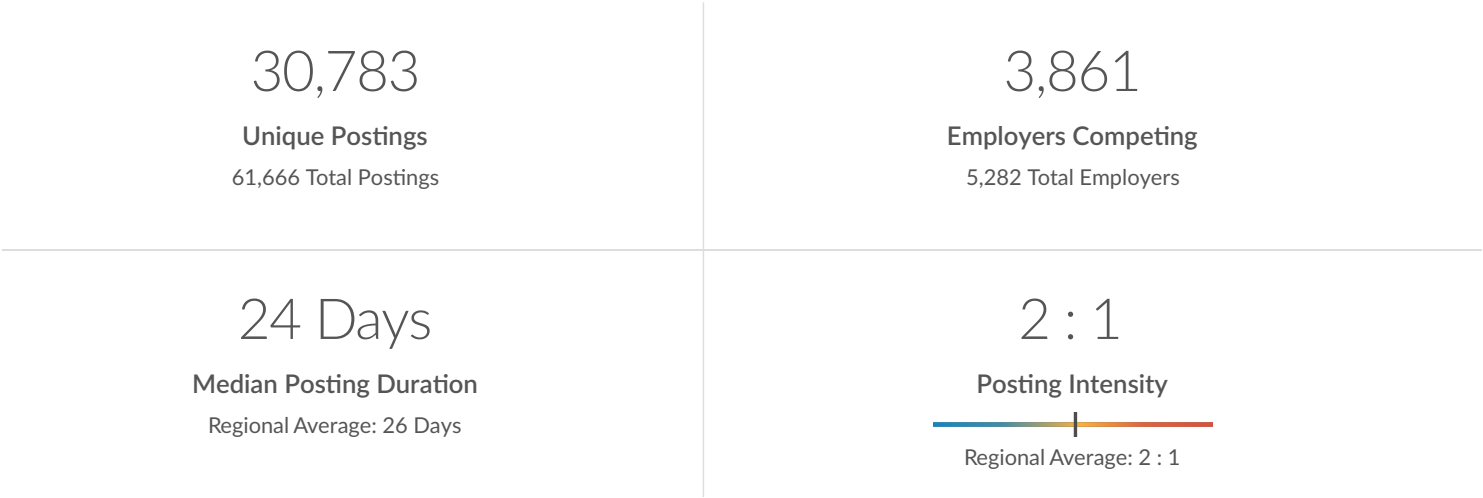 30,783
Unique Postings
61,666 Total Postings
3,861
Employers Competing
5,282 Total Employers
24 Days
Median Posting Duration
Regional Average: 26 Days
2 : 1
Posting Intensity
Regional Average: 2 : 1